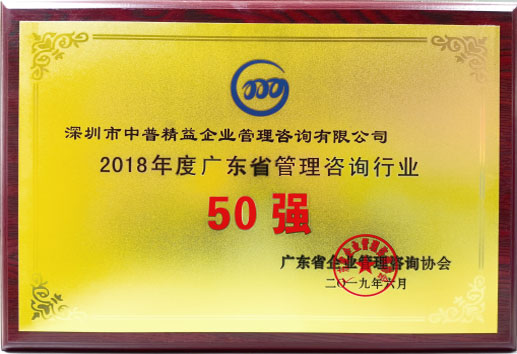 深圳市中普精益企业管理咨询有限公司
2018年度广东省管理咨询行业
50 强
广东省企业管理咨询协会
二〇一九年六月